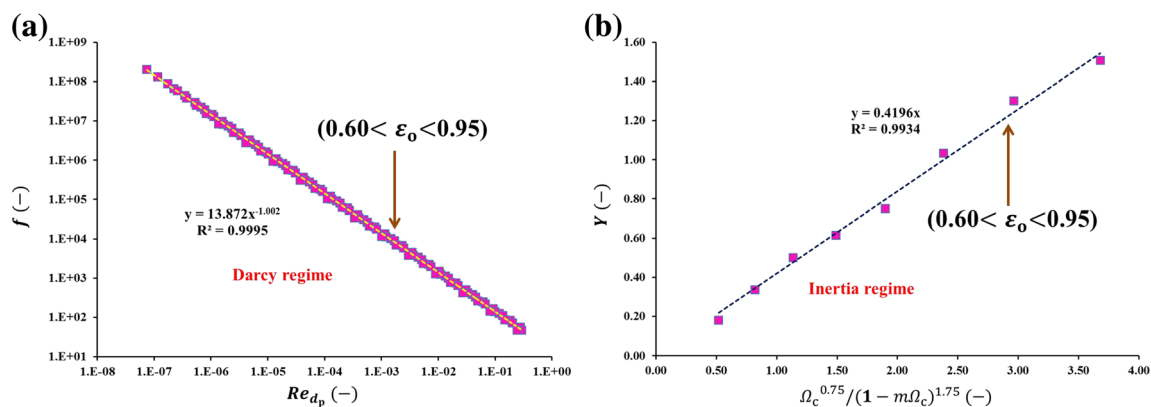 (a)
1.E+09
1.E+08
1.E+07
1.E+06
1.E+05
1.E+04
1.E+03
1.E+02
1.E+01
f (−)
(0.60< εo <0.95)
y = 13.872x^-1.002
R² = 0.9995
Darcy regime
1.E-08 1.E-07 1.E-06 1.E-05 1.E-04 1.E-03 1.E-02 1.E-01 1.E+00
Re_dp (−)
(b)
1.60
1.40
1.20
1.00
0.80
0.60
0.40
0.20
0.00
Y (−)
y = 0.4196x
R² = 0.9934
(0.60< εo <0.95)
Inertia regime
0.00 0.50 1.00 1.50 2.00 2.50 3.00 3.50 4.00
Ωc^0.75/(1 − mΩc)^1.75 (−)